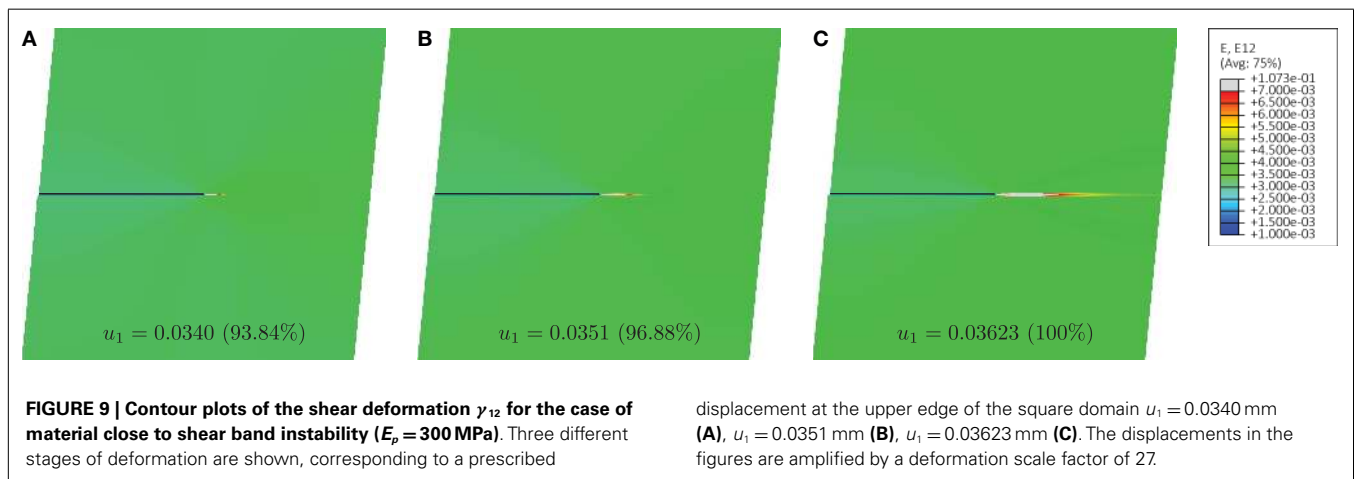 A
B
C
E, E12
(Avg: 75%)
+1.073e-01
+7.000e-03
+6.500e-03
+6.000e-03
+5.500e-03
+5.000e-03
+4.500e-03
+4.000e-03
+3.500e-03
+3.000e-03
+2.500e-03
+2.000e-03
+1.500e-03
+1.000e-03
u₁ = 0.0340 (93.84%)
u₁ = 0.0351 (96.88%)
u₁ = 0.03623 (100%)
FIGURE 9 | Contour plots of the shear deformation γ₁₂ for the case of
material close to shear band instability (Eₚ = 300 MPa). Three different
stages of deformation are shown, corresponding to a prescribed
displacement at the upper edge of the square domain u₁ = 0.0340 mm
(A), u₁ = 0.0351 mm (B), u₁ = 0.03623 mm (C). The displacements in the
figures are amplified by a deformation scale factor of 27.